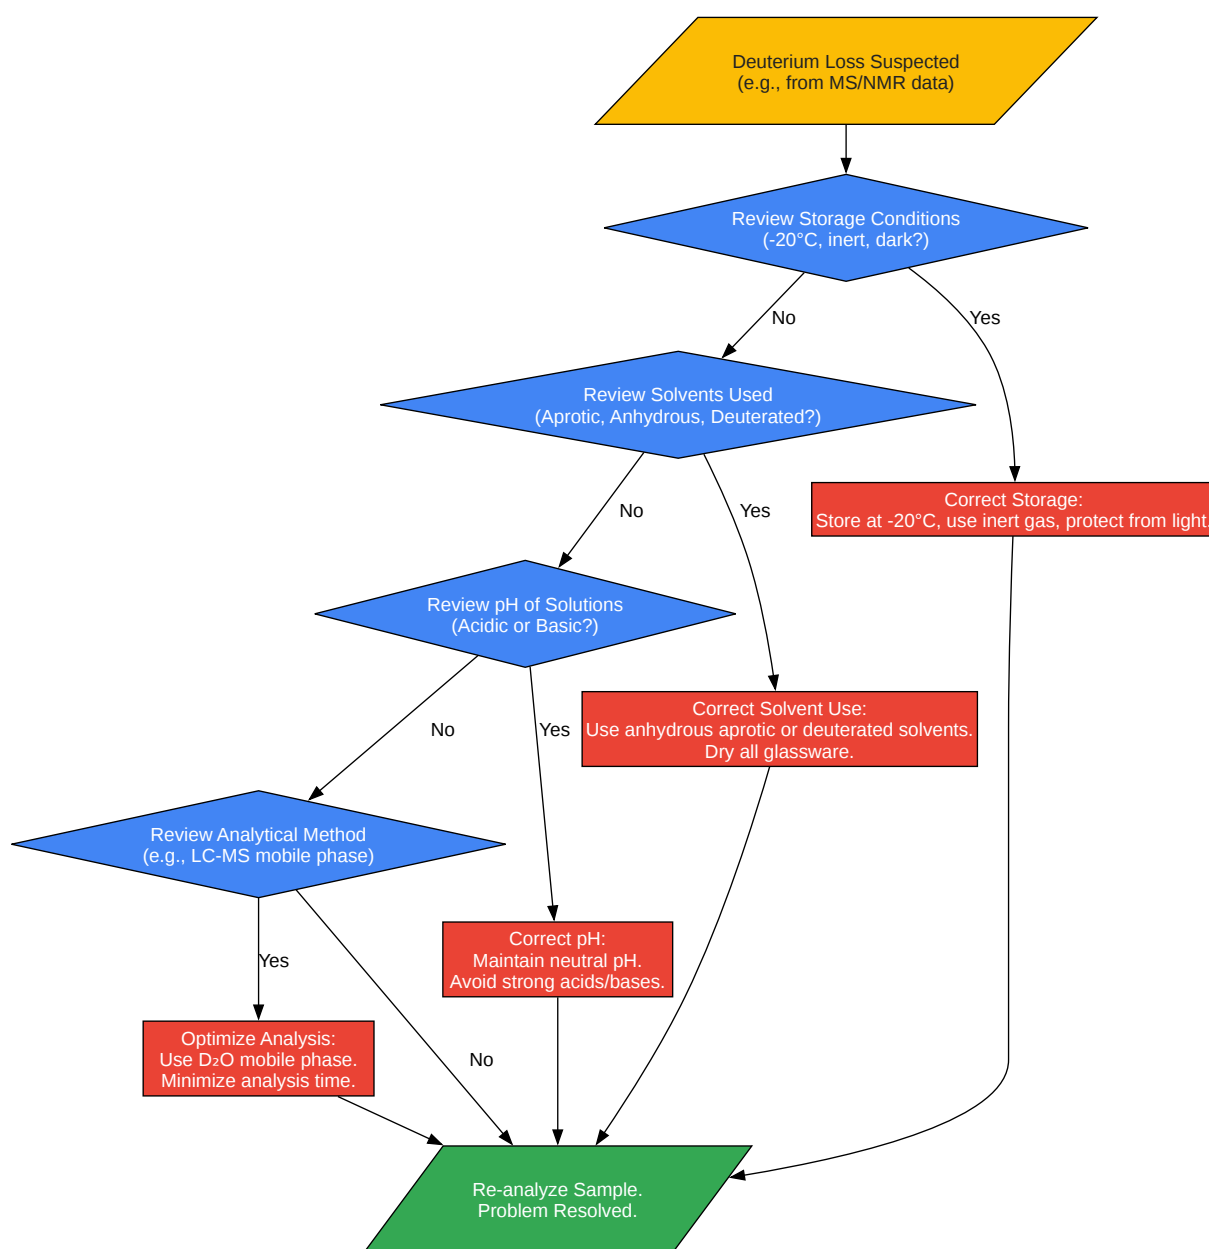 Deuterium Loss Suspected
(e.g., from MS/NMR data)
Review Storage Conditions
(-20°C, inert, dark?)
No
Yes
Review Solvents Used
(Aprotic, Anhydrous, Deuterated?)
Correct Storage:
Store at -20°C, use inert gas, protect from light.
No
Yes
Review pH of Solutions
(Acidic or Basic?)
Correct Solvent Use:
Use anhydrous aprotic or deuterated solvents.
Dry all glassware.
No
Yes
Review Analytical Method
(e.g., LC-MS mobile phase)
Correct pH:
Maintain neutral pH.
Avoid strong acids/bases.
Yes
Optimize Analysis:
Use D₂O mobile phase.
Minimize analysis time.
No
Re-analyze Sample.
Problem Resolved.